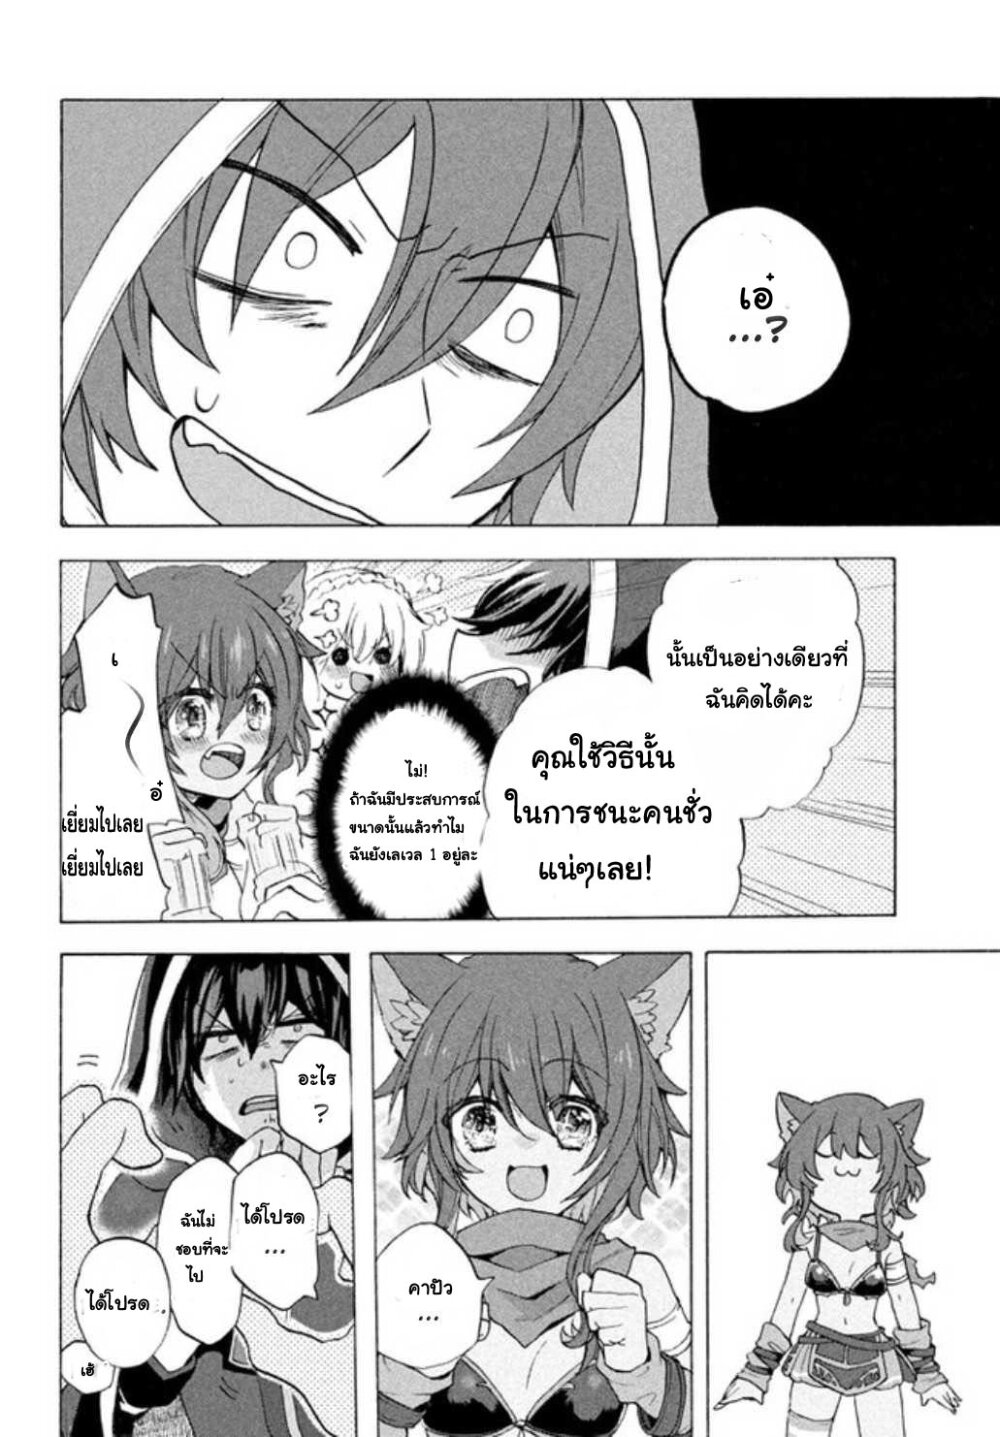 เอ๋
...?
นั้นเป็นอย่างเดียวที่
ฉันคิดได้คะ
คุณใช้วิธีนั้น
ในการชนะคนชั่ว
แน่ๆเลย!
ไม่!
ถ้าฉันมีประสบการณ์
ขนาดนั้นแล้วทำไม
ฉันยังเลเวล 1 อยู่ละ
เ
อ๋
เยี่ยมไปเลย
เยี่ยมไปเลย
คาปัว
...
อะไร
?
ได้โปรด
...
ฉันไม่
ชอบที่จะ
ไป
ได้โปรด
เฮ้